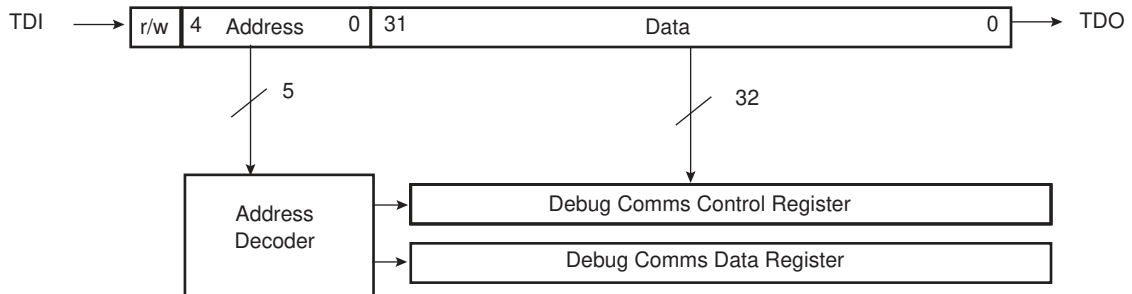 TDI r/w 4 Address 0 31 Data 0 TDO
5
32
Address
Decoder
Debug Comms Control Register
Debug Comms Data Register